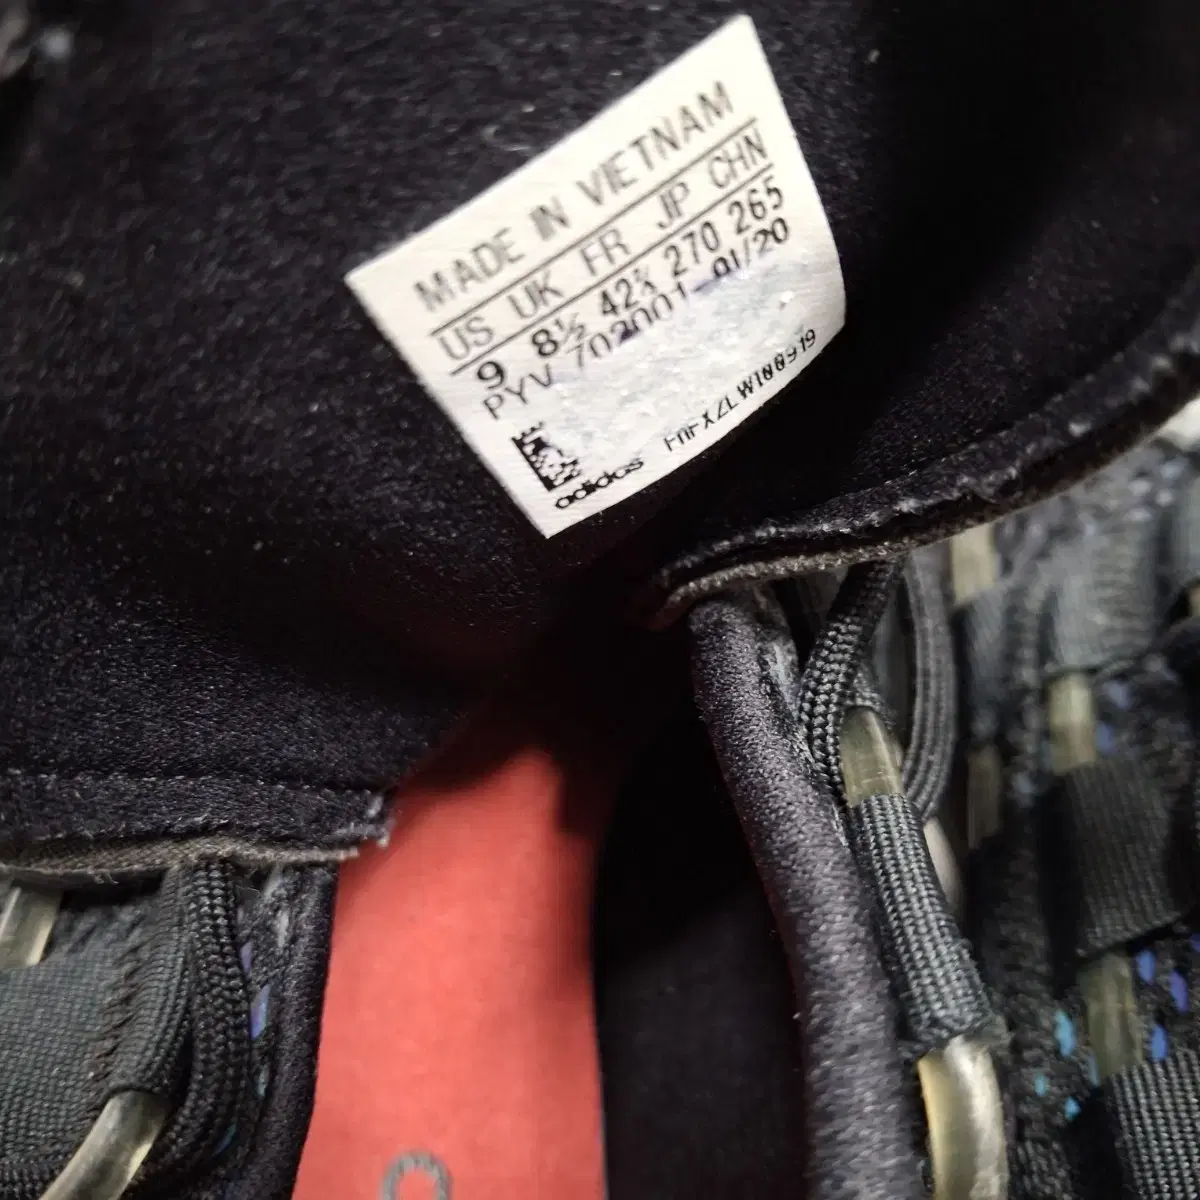 MADE IN VIETNAM
US UK FR JP CHN
9 8½ 42⅔ 270 265
PYV 702001 01/20
adidas